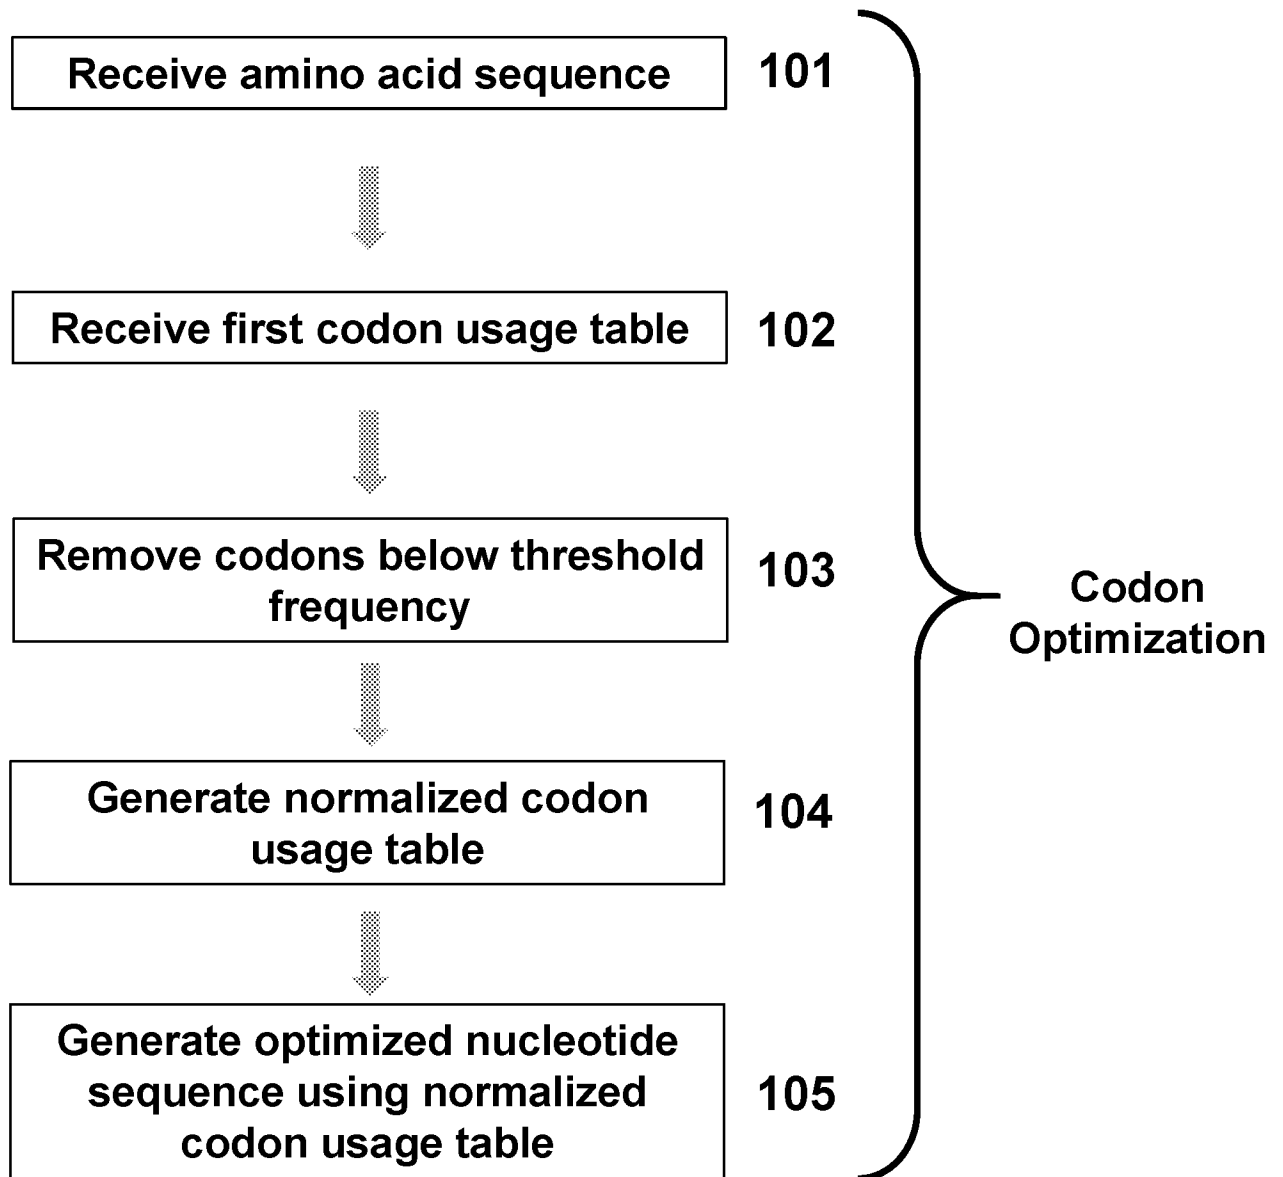 Receive amino acid sequence
101
Receive first codon usage table
102
Remove codons below threshold
frequency
103
Generate normalized codon
usage table
104
Generate optimized nucleotide
sequence using normalized
codon usage table
105
Codon
Optimization